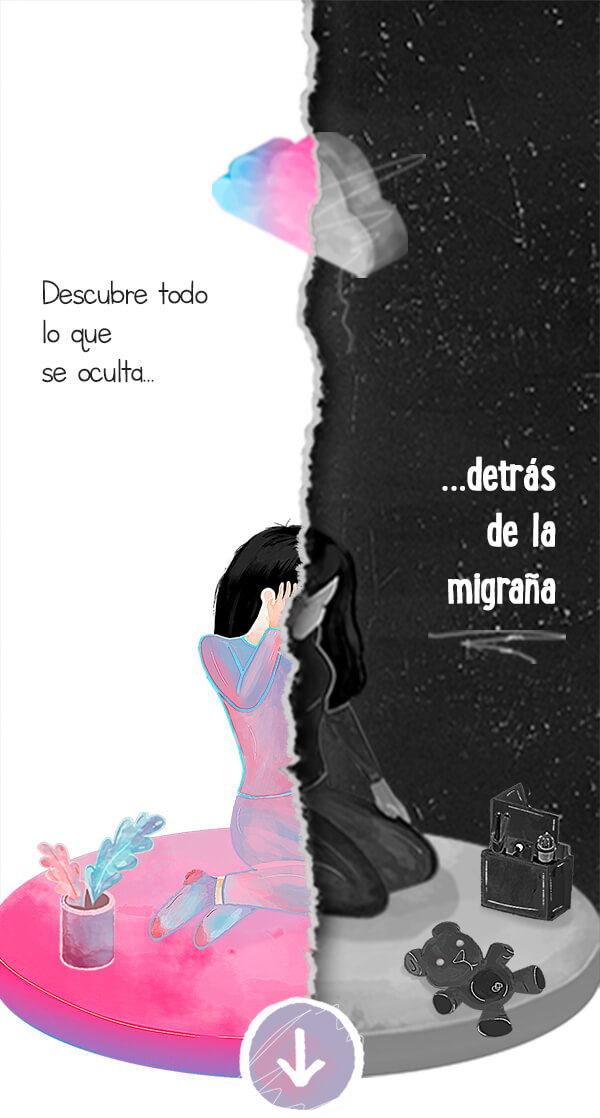 Descubre todo
lo que
se oculta...
...detrás
de la
migraña